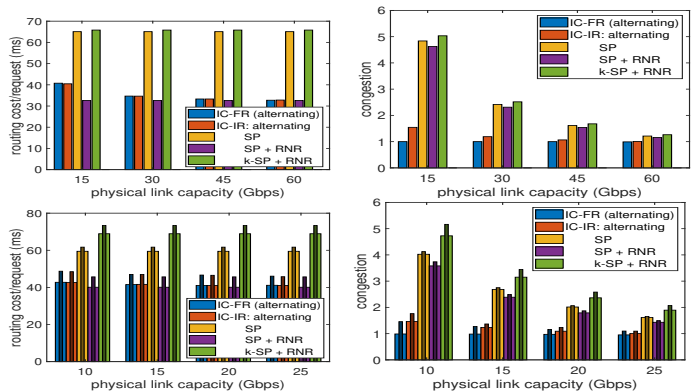 routing cost/request (ms)
70
60
50
40
30
20
10
0
IC-FR (alternating)
IC-IR: alternating
SP
SP + RNR
k-SP + RNR
15 30 45 60
physical link capacity (Gbps)
congestion
6
5
4
3
2
1
0
IC-FR (alternating)
IC-IR: alternating
SP
SP + RNR
k-SP + RNR
15 30 45 60
physical link capacity (Gbps)
routing cost/request (ms)
80
60
40
20
0
IC-FR (alternating)
IC-IR: alternating
SP
SP + RNR
k-SP + RNR
10 15 20 25
physical link capacity (Gbps)
congestion
6
5
4
3
2
1
0
IC-FR (alternating)
IC-IR: alternating
SP
SP + RNR
k-SP + RNR
10 15 20 25
physical link capacity (Gbps)